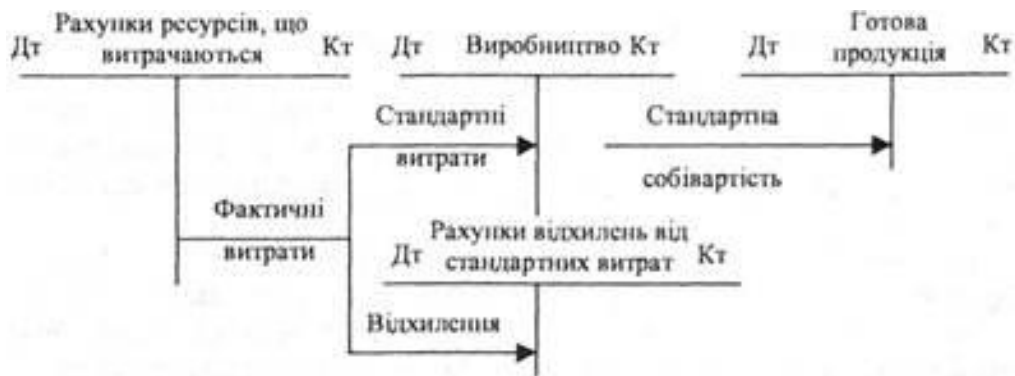 Рахунки ресурсів, що
Дт витрачаються Кт
Дт Виробництво Кт
Готова
Дт продукція Кт
Стандартні
витрати
Стандартна
собівартість
Фактичні
витрати
Рахунки відхилень від
Дт стандартних витрат Кт
Відхилення